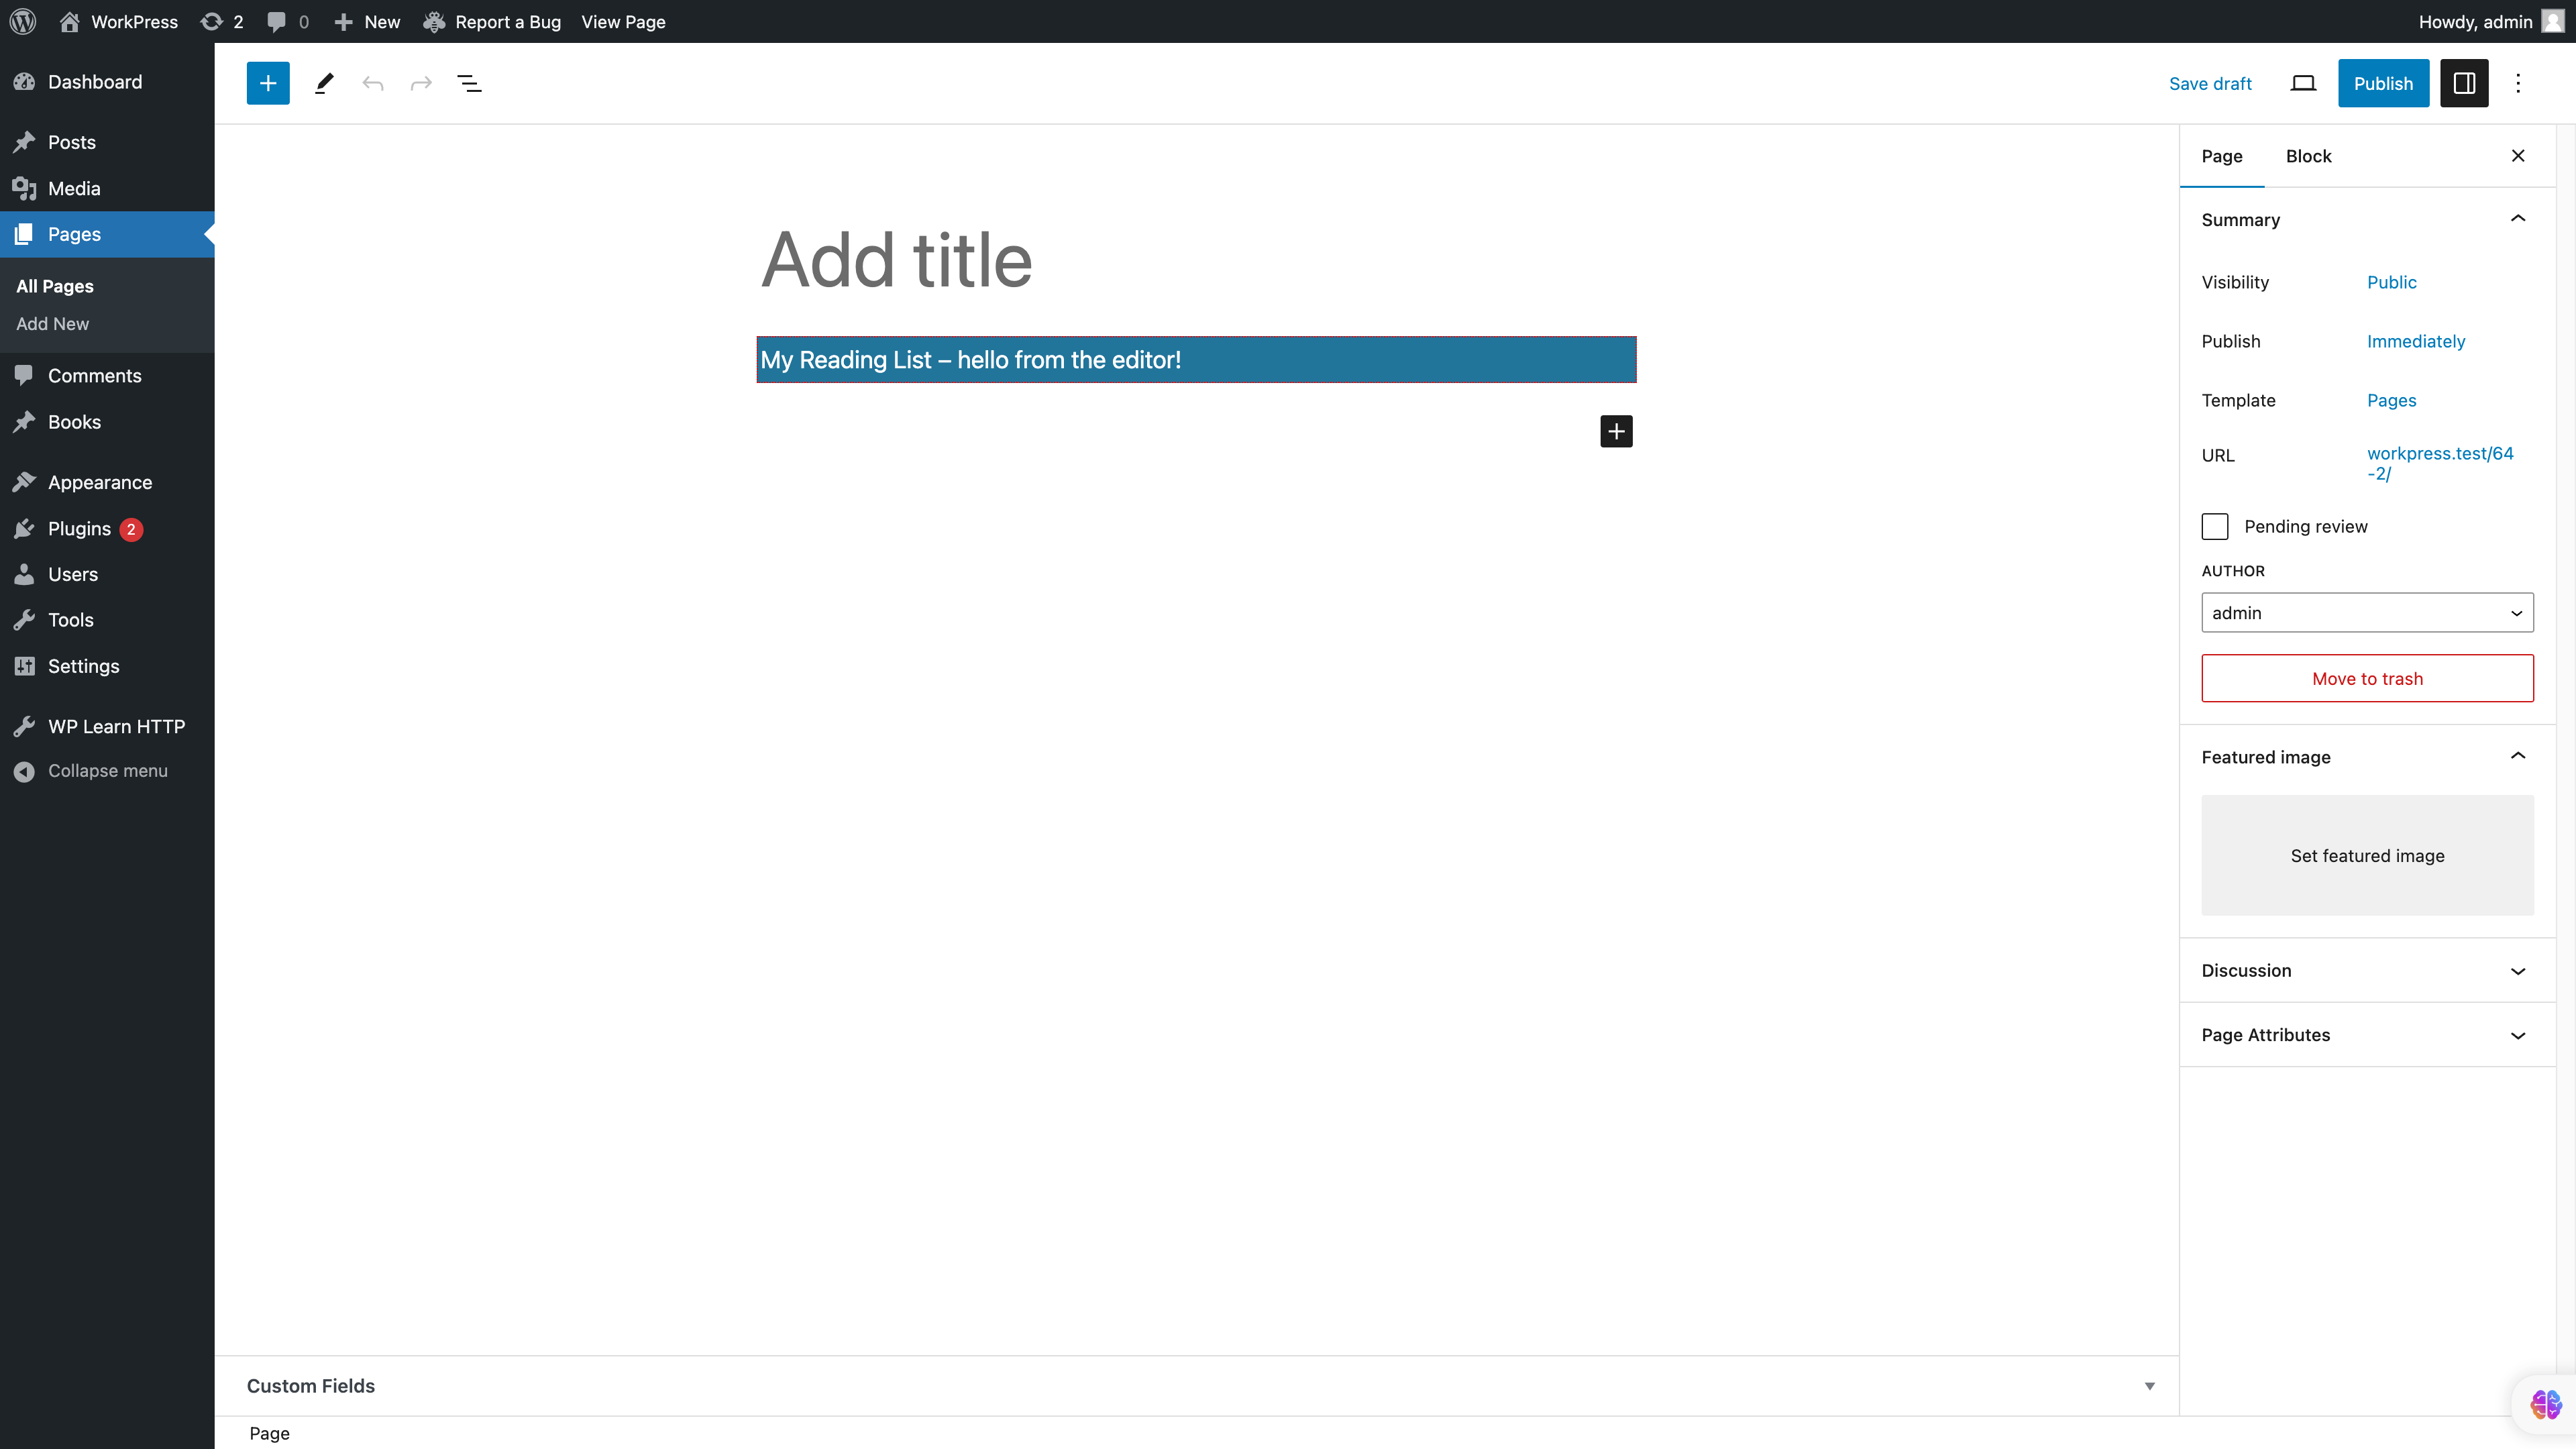 WorkPress 2 0 New Report a Bug View Page Howdy, admin
Dashboard
Posts
Media
Pages
All Pages
Add New
Comments
Books
Appearance
Plugins 2
Users
Tools
Settings
WP Learn HTTP
Collapse menu
Save draft Publish
Add title
My Reading List – hello from the editor!
Page Block
Summary
Visibility Public
Publish Immediately
Template Pages
URL workpress.test/64
-2/
Pending review
AUTHOR
admin
Move to trash
Featured image
Set featured image
Discussion
Page Attributes
Custom Fields
Page